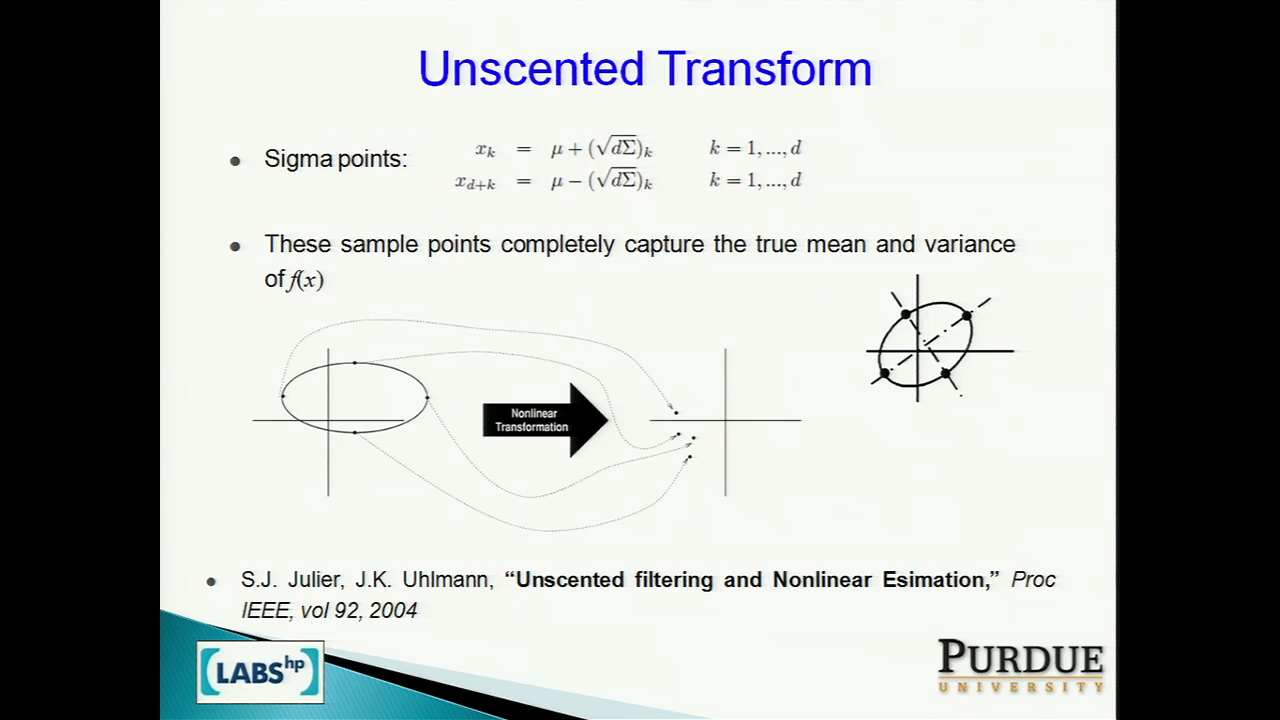 Unscented Transform
• Sigma points: x_k = μ + (√dΣ)_k k = 1, ..., d
x_{d+k} = μ − (√dΣ)_k k = 1, ..., d
• These sample points completely capture the true mean and variance
of f(x)
Nonlinear
Transformation
• S.J. Julier, J.K. Uhlmann, “Unscented filtering and Nonlinear Esimation,” Proc
IEEE, vol 92, 2004
LABS hp
PURDUE
UNIVERSITY